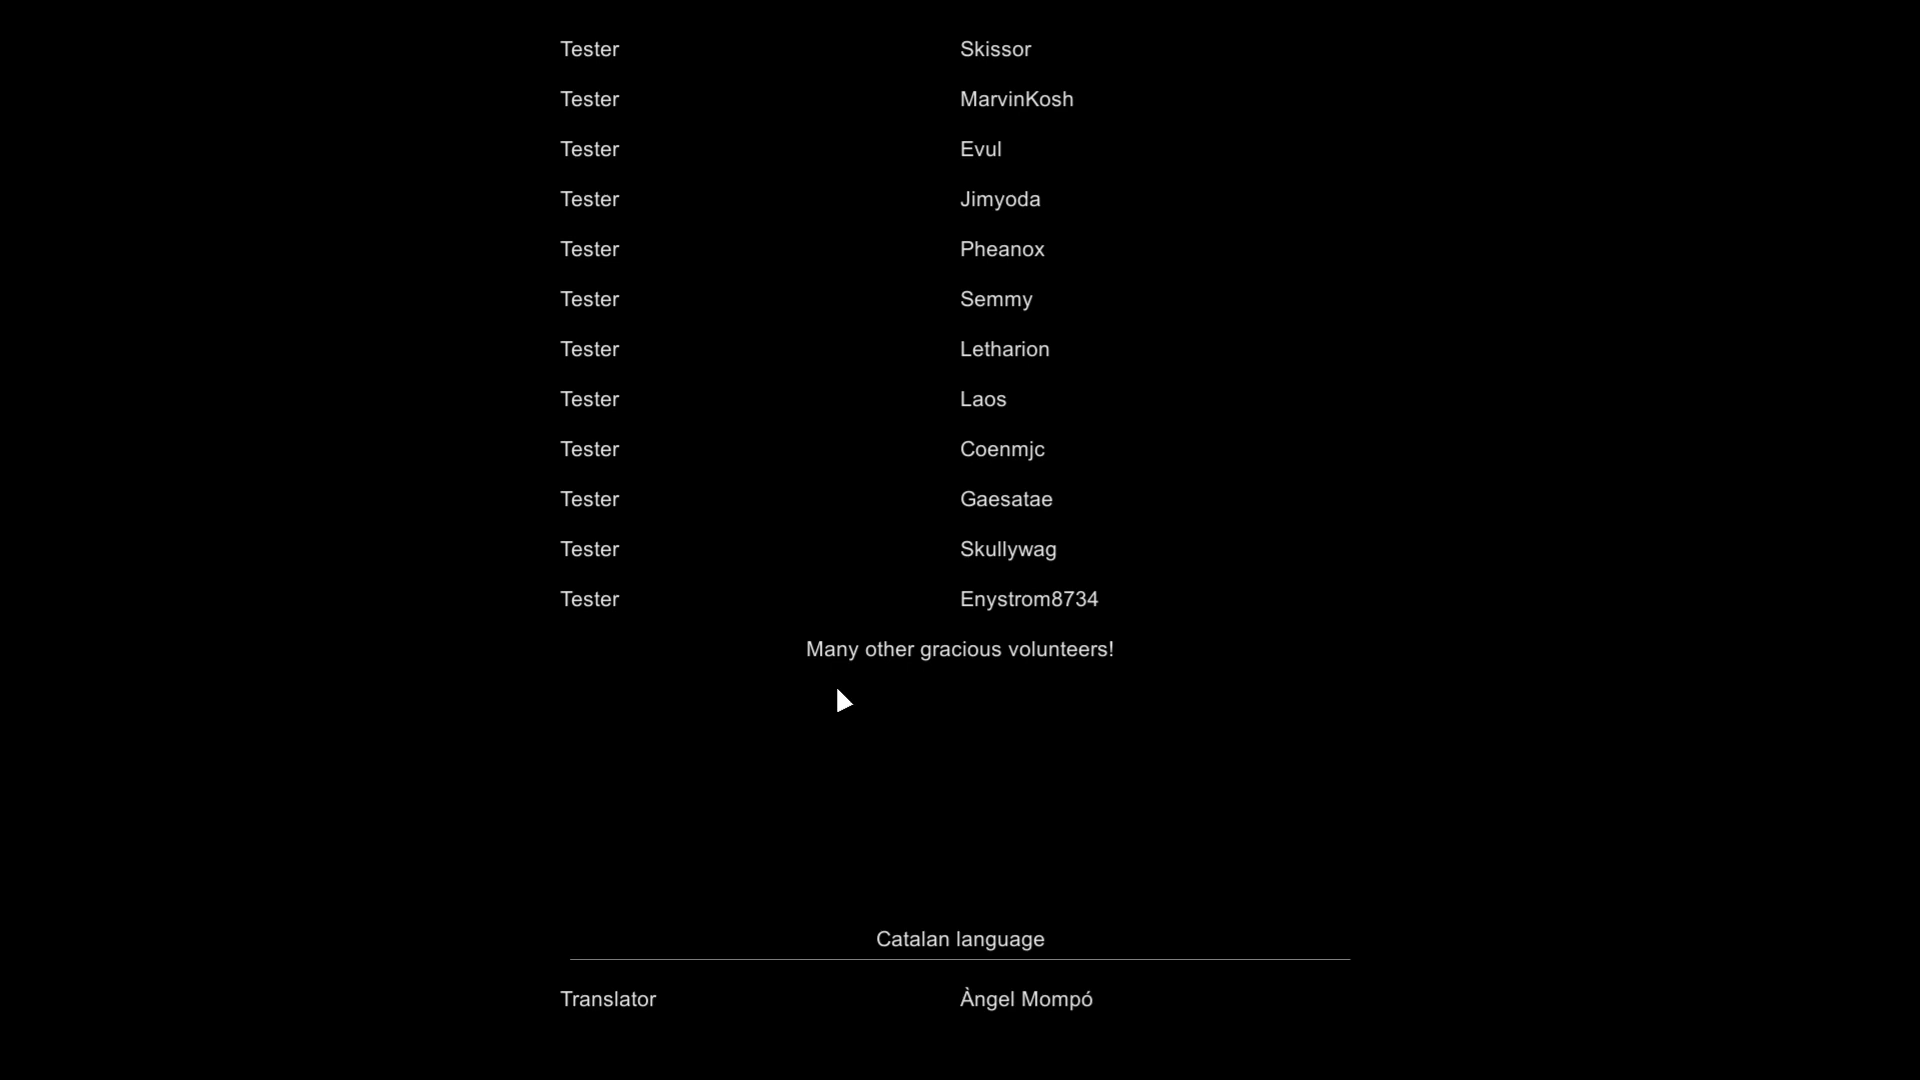 Tester Skissor
Tester MarvinKosh
Tester Evul
Tester Jimyoda
Tester Pheanox
Tester Semmy
Tester Letharion
Tester Laos
Tester Coenmjc
Tester Gaesatae
Tester Skullywag
Tester Enystrom8734
Many other gracious volunteers!
Catalan language
Translator Àngel Mompó